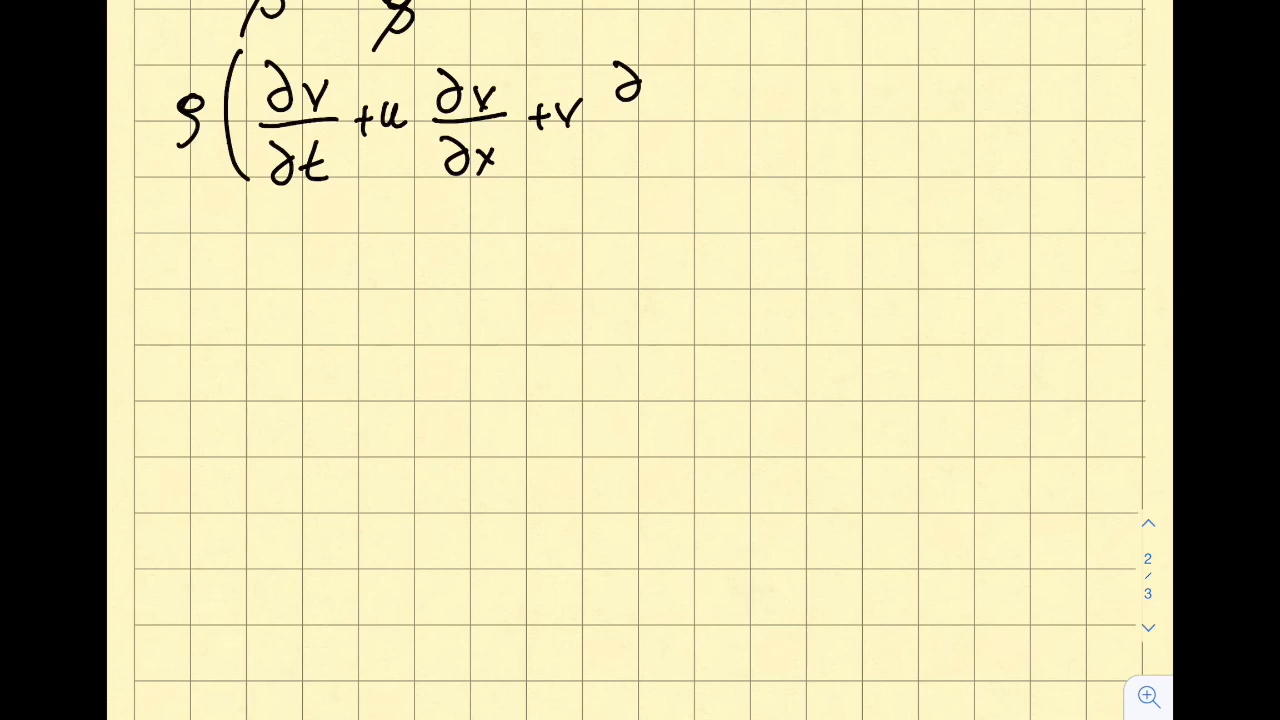 ρ ( ∂v/∂t + u ∂v/∂x + v ∂
2
/
3